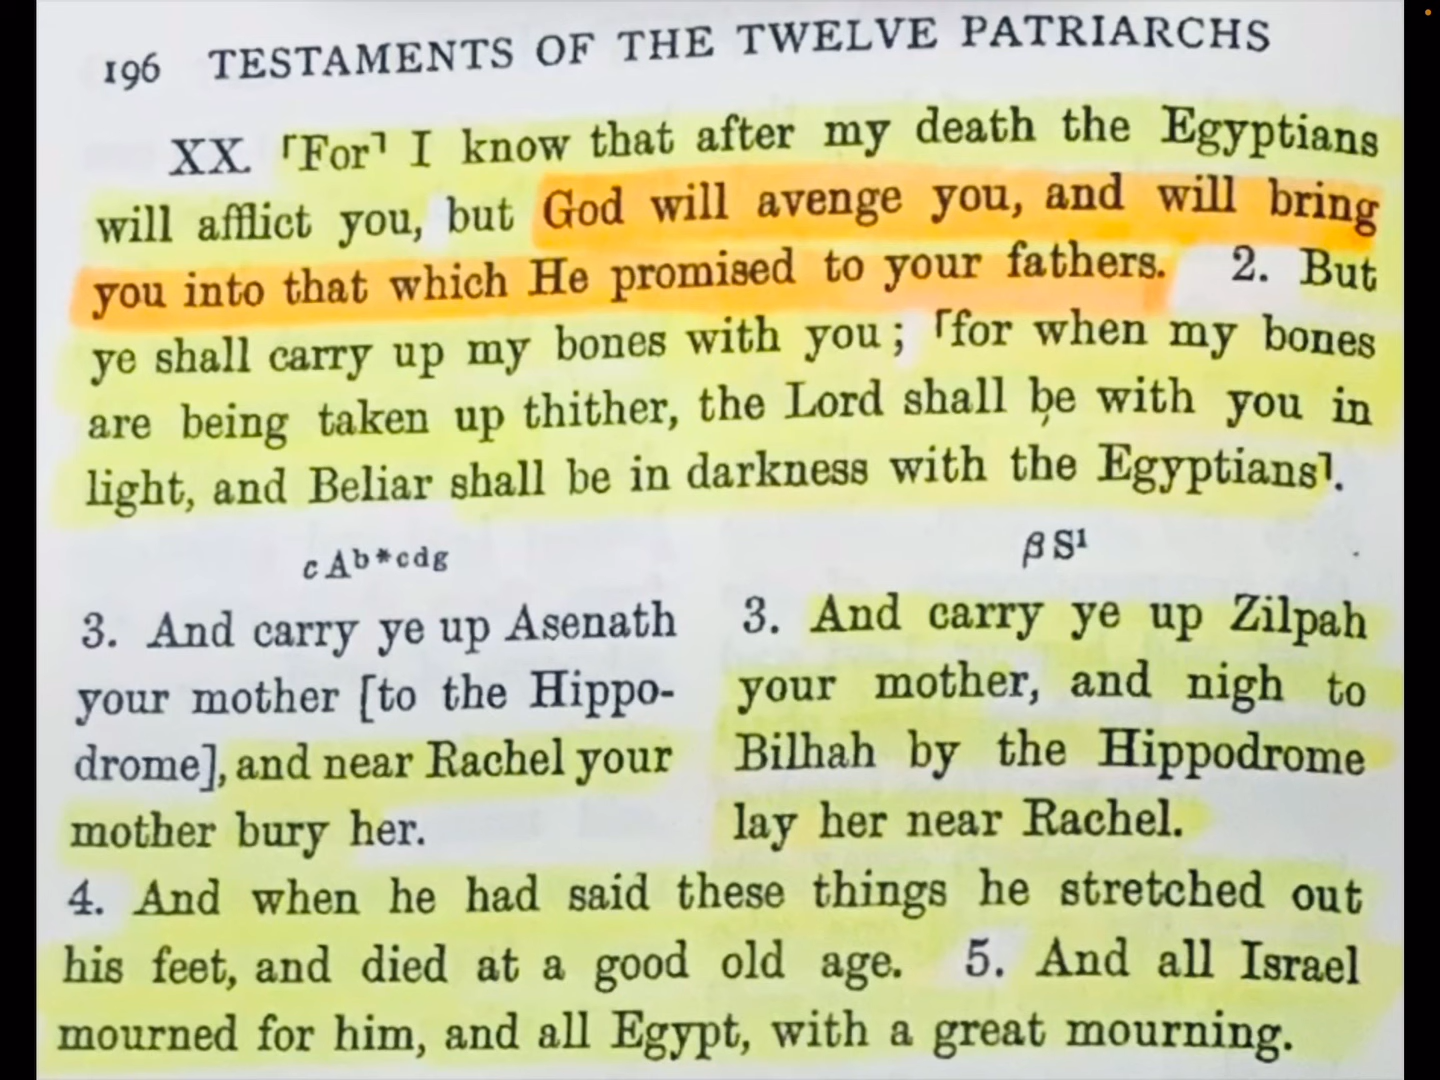 196 TESTAMENTS OF THE TWELVE PATRIARCHS
XX. ⌜For⌝ I know that after my death the Egyptians
will afflict you, but God will avenge you, and will bring
you into that which He promised to your fathers. 2. But
ye shall carry up my bones with you; ⌜for when my bones
are being taken up thither, the Lord shall be with you in
light, and Beliar shall be in darkness with the Egyptians⌝.
c A b*cdg
3. And carry ye up Asenath
your mother [to the Hippo-
drome], and near Rachel your
mother bury her.
β S¹
3. And carry ye up Zilpah
your mother, and nigh to
Bilhah by the Hippodrome
lay her near Rachel.
4. And when he had said these things he stretched out
his feet, and died at a good old age. 5. And all Israel
mourned for him, and all Egypt, with a great mourning.